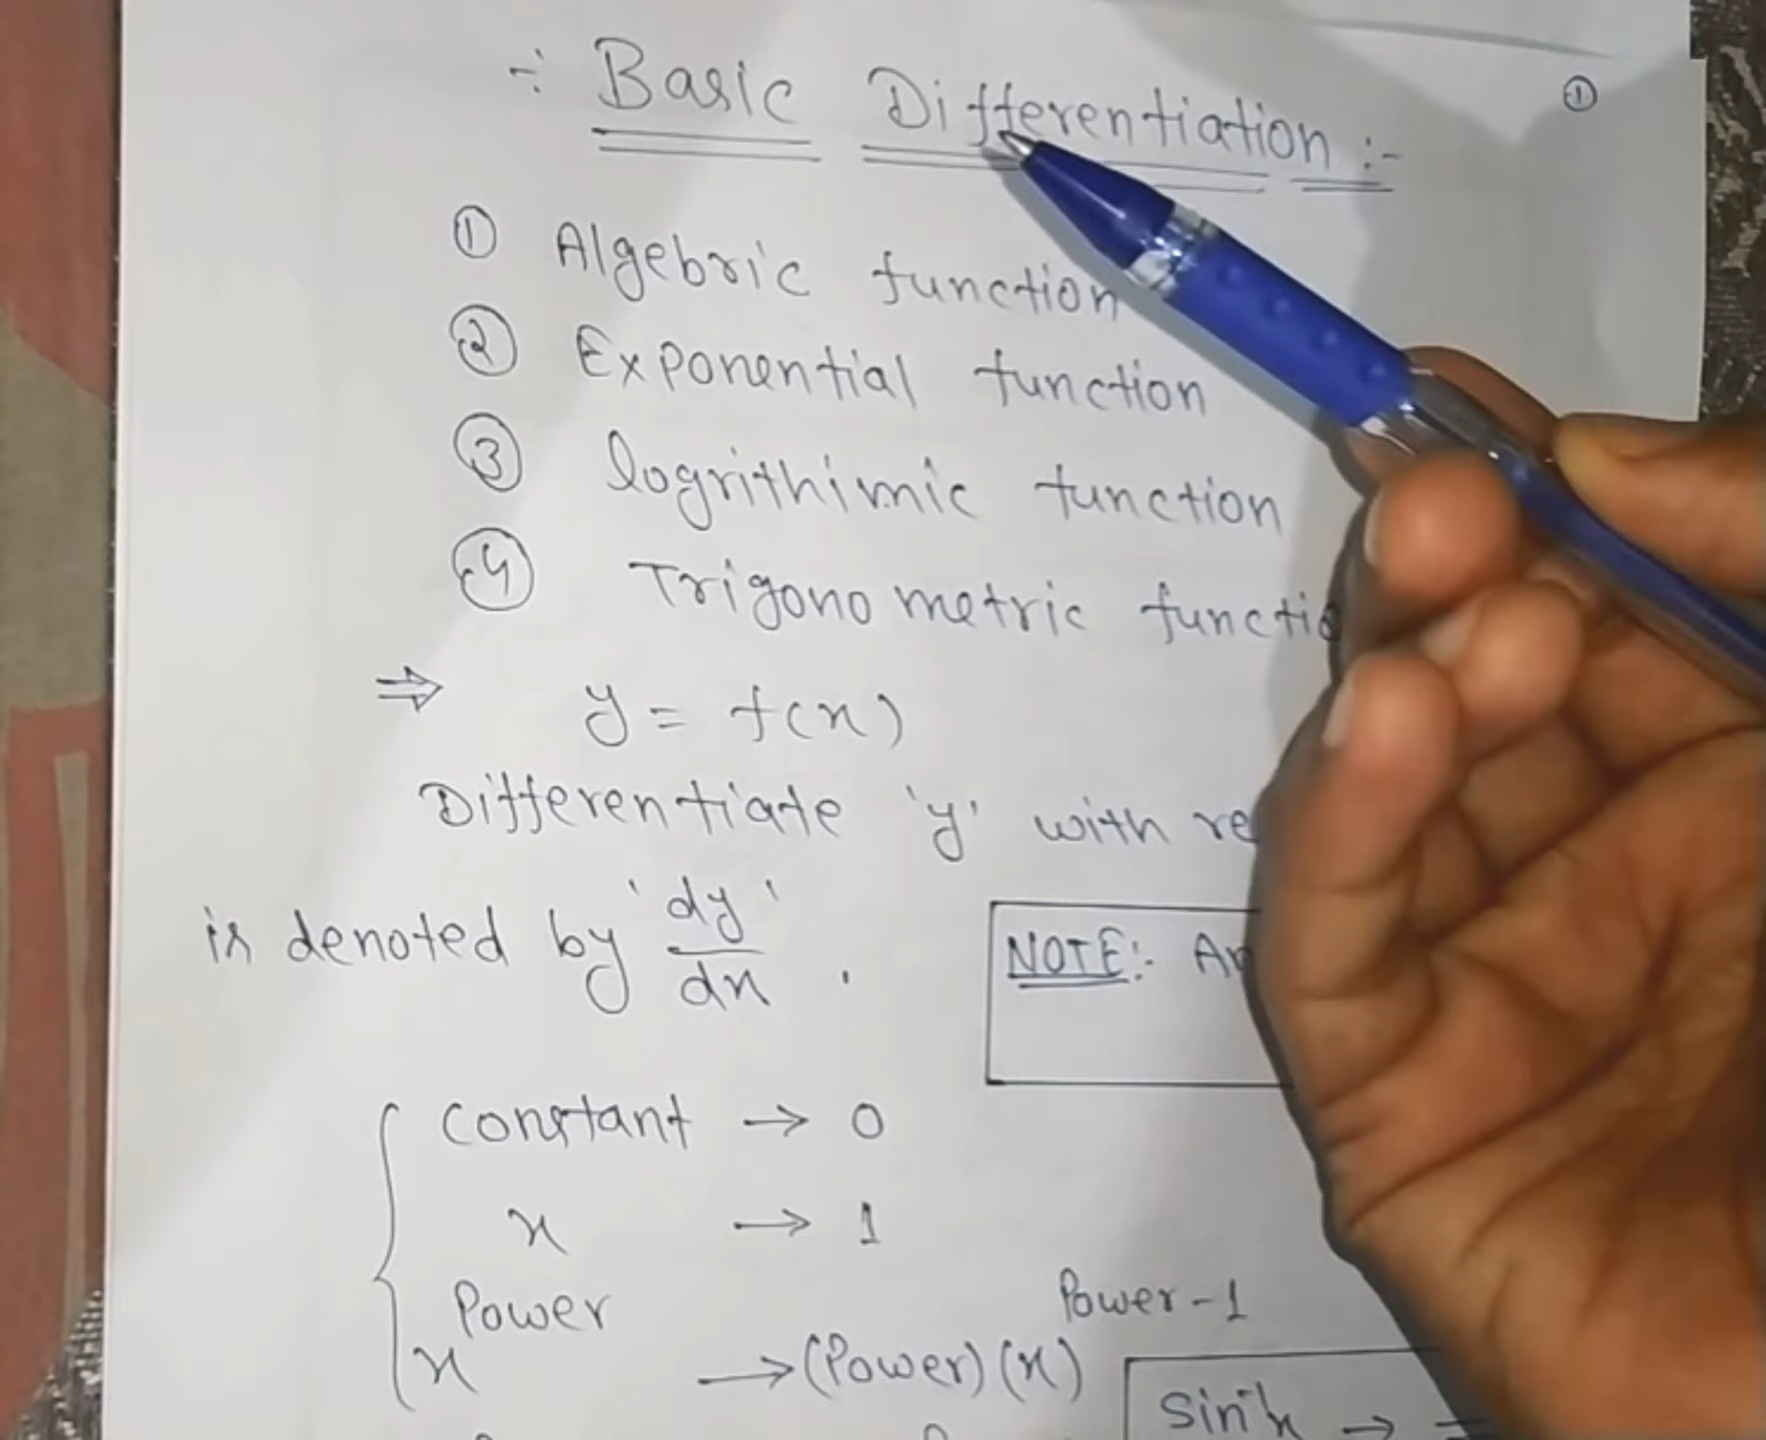 ÷ Basic Differentiation :-
①
① Algebric function
② Exponential function
③ logrithimic function
④ Trigonometric functio
⇒ y = f(x)
Differentiate 'y' with re
is denoted by 'dy/dx' .
NOTE:- An
Constant → 0
x → 1
x^Power → (Power)(x)^Power-1
sin⁻¹x →